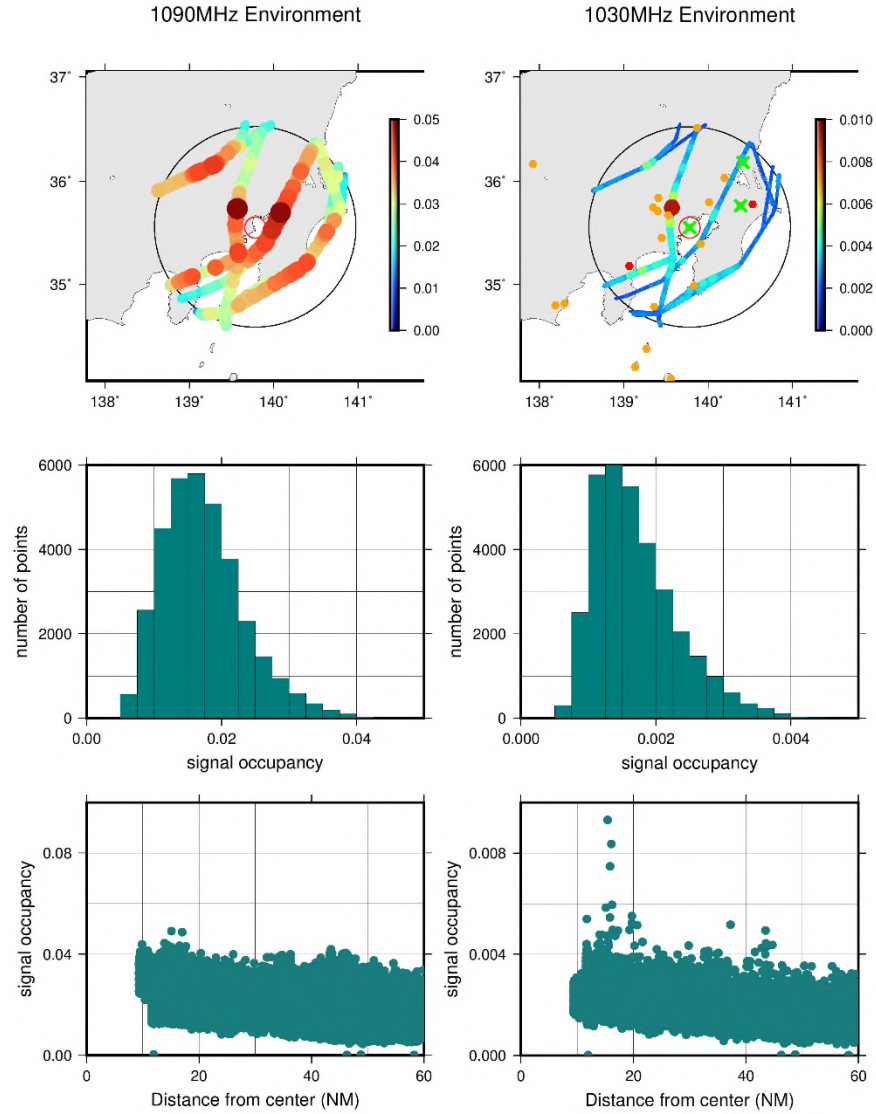 1090MHz Environment 1030MHz Environment
37° 37°
36° 36°
35° 35°
138° 139° 140° 141° 138° 139° 140° 141°
0.05 0.010
0.04 0.008
0.03 0.006
0.02 0.004
0.01 0.002
0.00 0.000
number of points number of points
6000 6000
4000 4000
2000 2000
0 0
0.00 0.02 0.04 0.000 0.002 0.004
signal occupancy signal occupancy
signal occupancy signal occupancy
0.08 0.008
0.04 0.004
0.00 0.000
0 20 40 60 0 20 40 60
Distance from center (NM) Distance from center (NM)